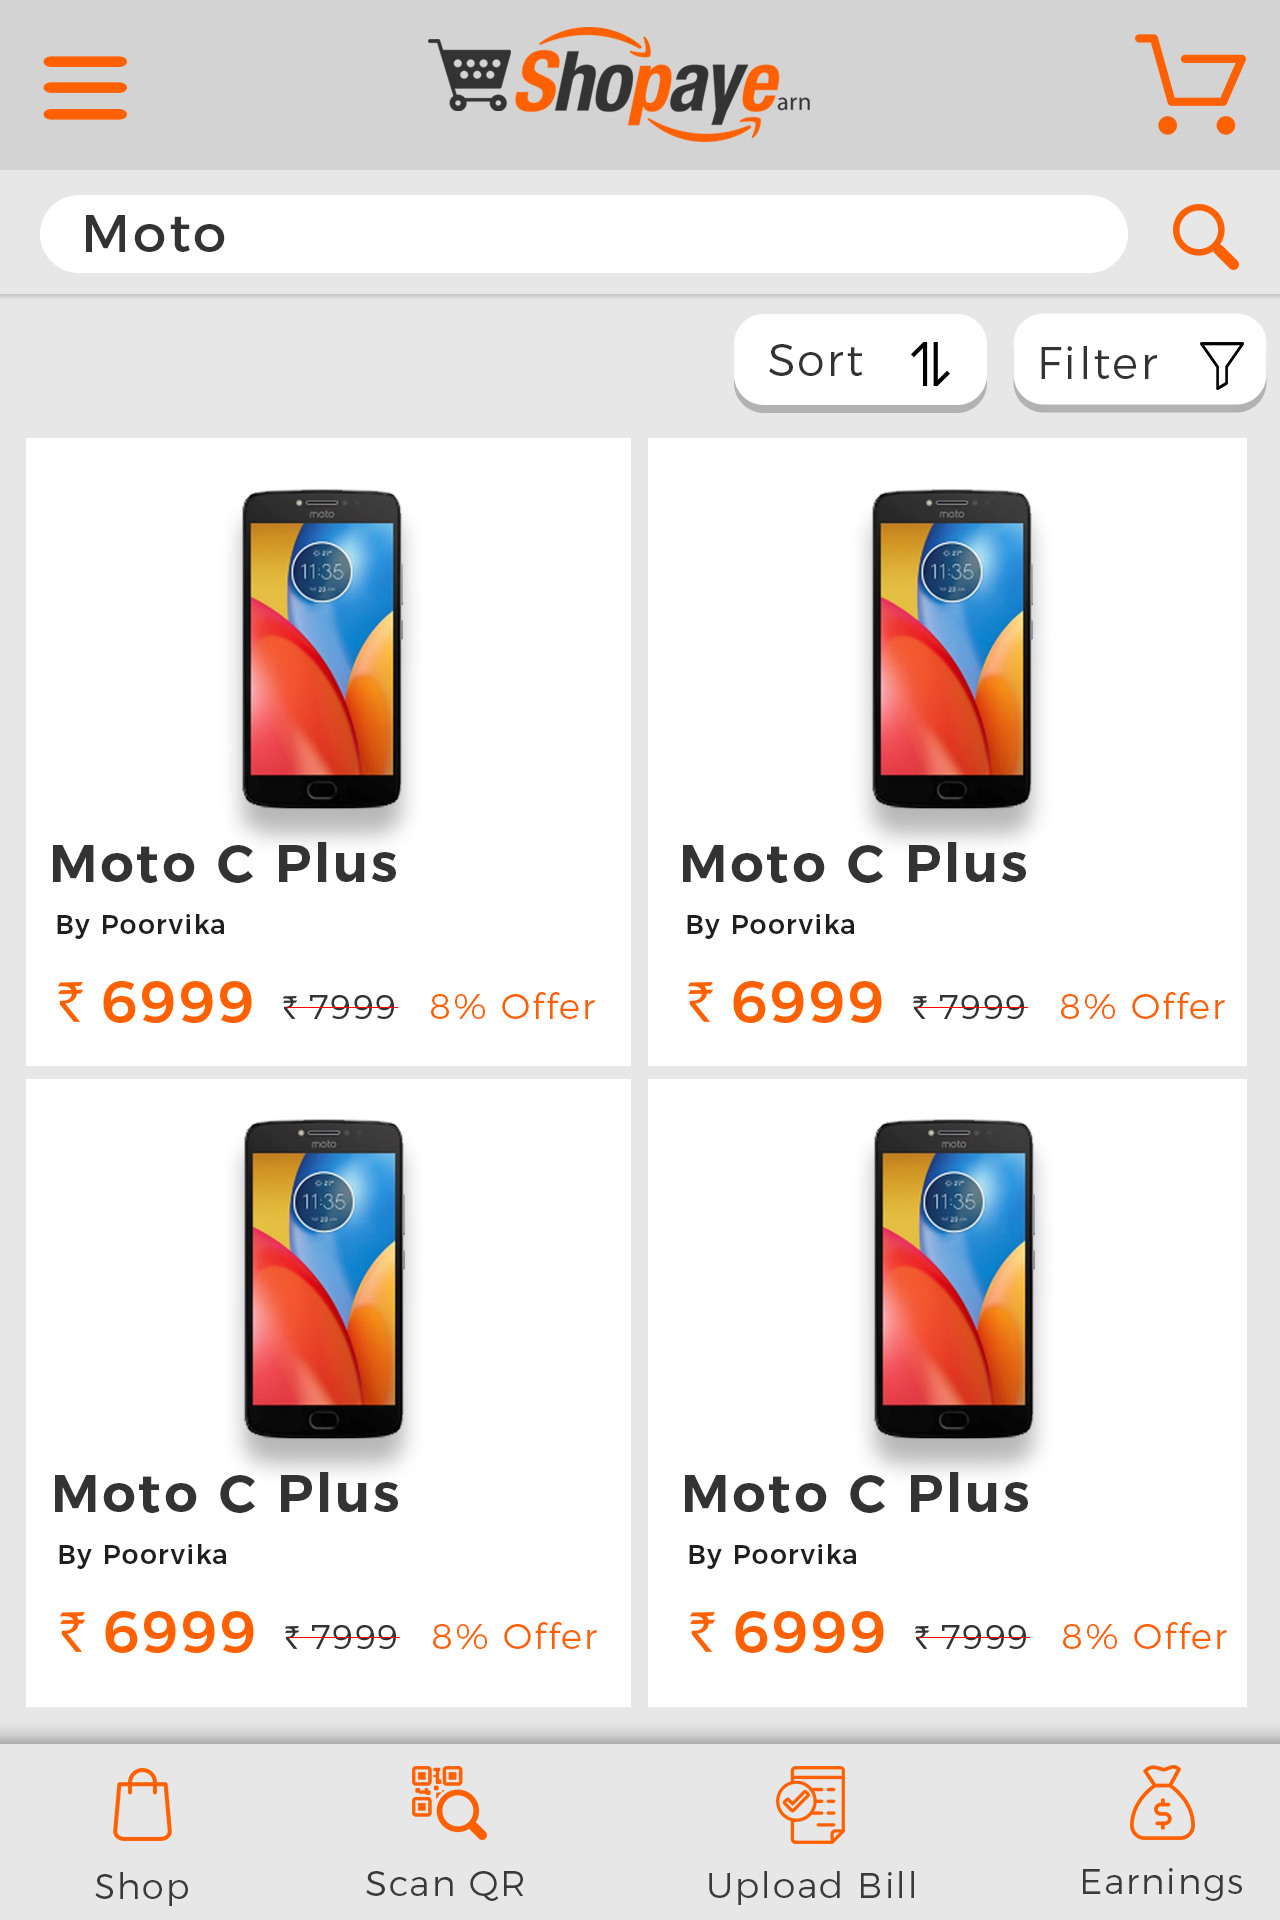 Shopaye
arn
Moto
Sort
Filter
moto
11:35
moto
11:35
Moto C Plus
By Poorvika
₹ 6999 ₹ 7999 8% Offer
Moto C Plus
By Poorvika
₹ 6999 ₹ 7999 8% Offer
moto
11:35
moto
11:35
Moto C Plus
By Poorvika
₹ 6999 ₹ 7999 8% Offer
Moto C Plus
By Poorvika
₹ 6999 ₹ 7999 8% Offer
Shop
Scan QR
Upload Bill
Earnings